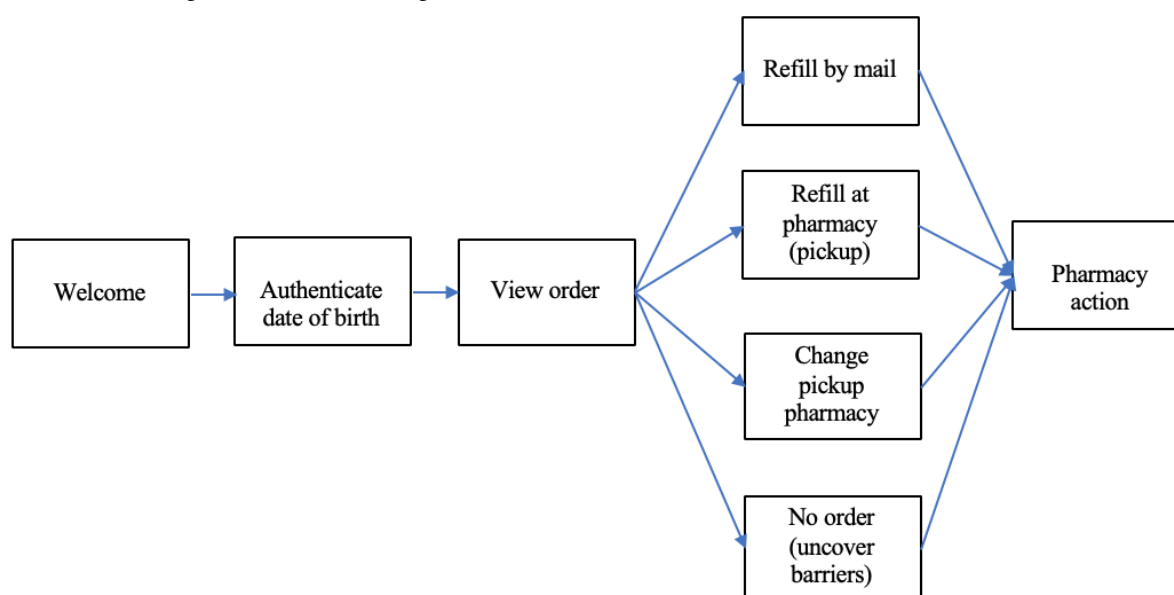 Refill by mail
Refill at
pharmacy
(pickup)
Welcome
Authenticate
date of birth
View order
Pharmacy
action
Change
pickup
pharmacy
No order
(uncover
barriers)